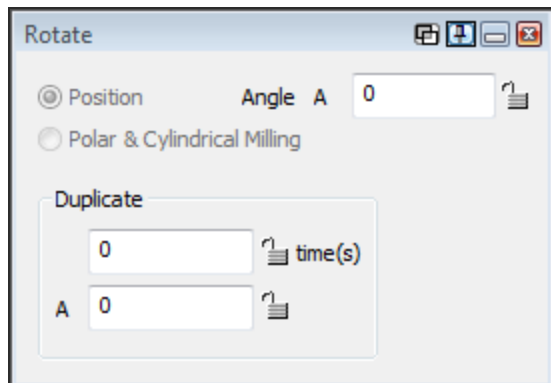 Rotate
Position Angle A 0
Polar & Cylindrical Milling
Duplicate
0 time(s)
A 0